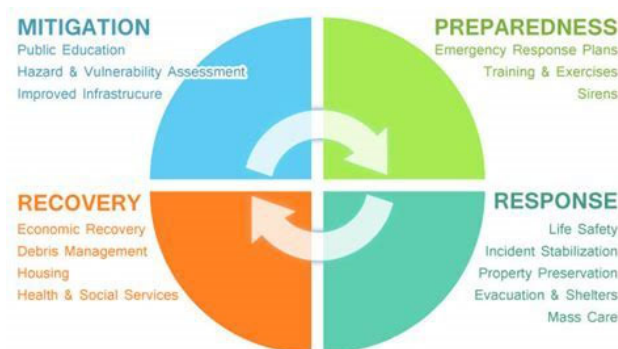 MITIGATION
Public Education
Hazard & Vulnerability Assessment
Improved Infrastrucure
PREPAREDNESS
Emergency Response Plans
Training & Exercises
Sirens
RECOVERY
Economic Recovery
Debris Management
Housing
Health & Social Services
RESPONSE
Life Safety
Incident Stabilization
Property Preservation
Evacuation & Shelters
Mass Care